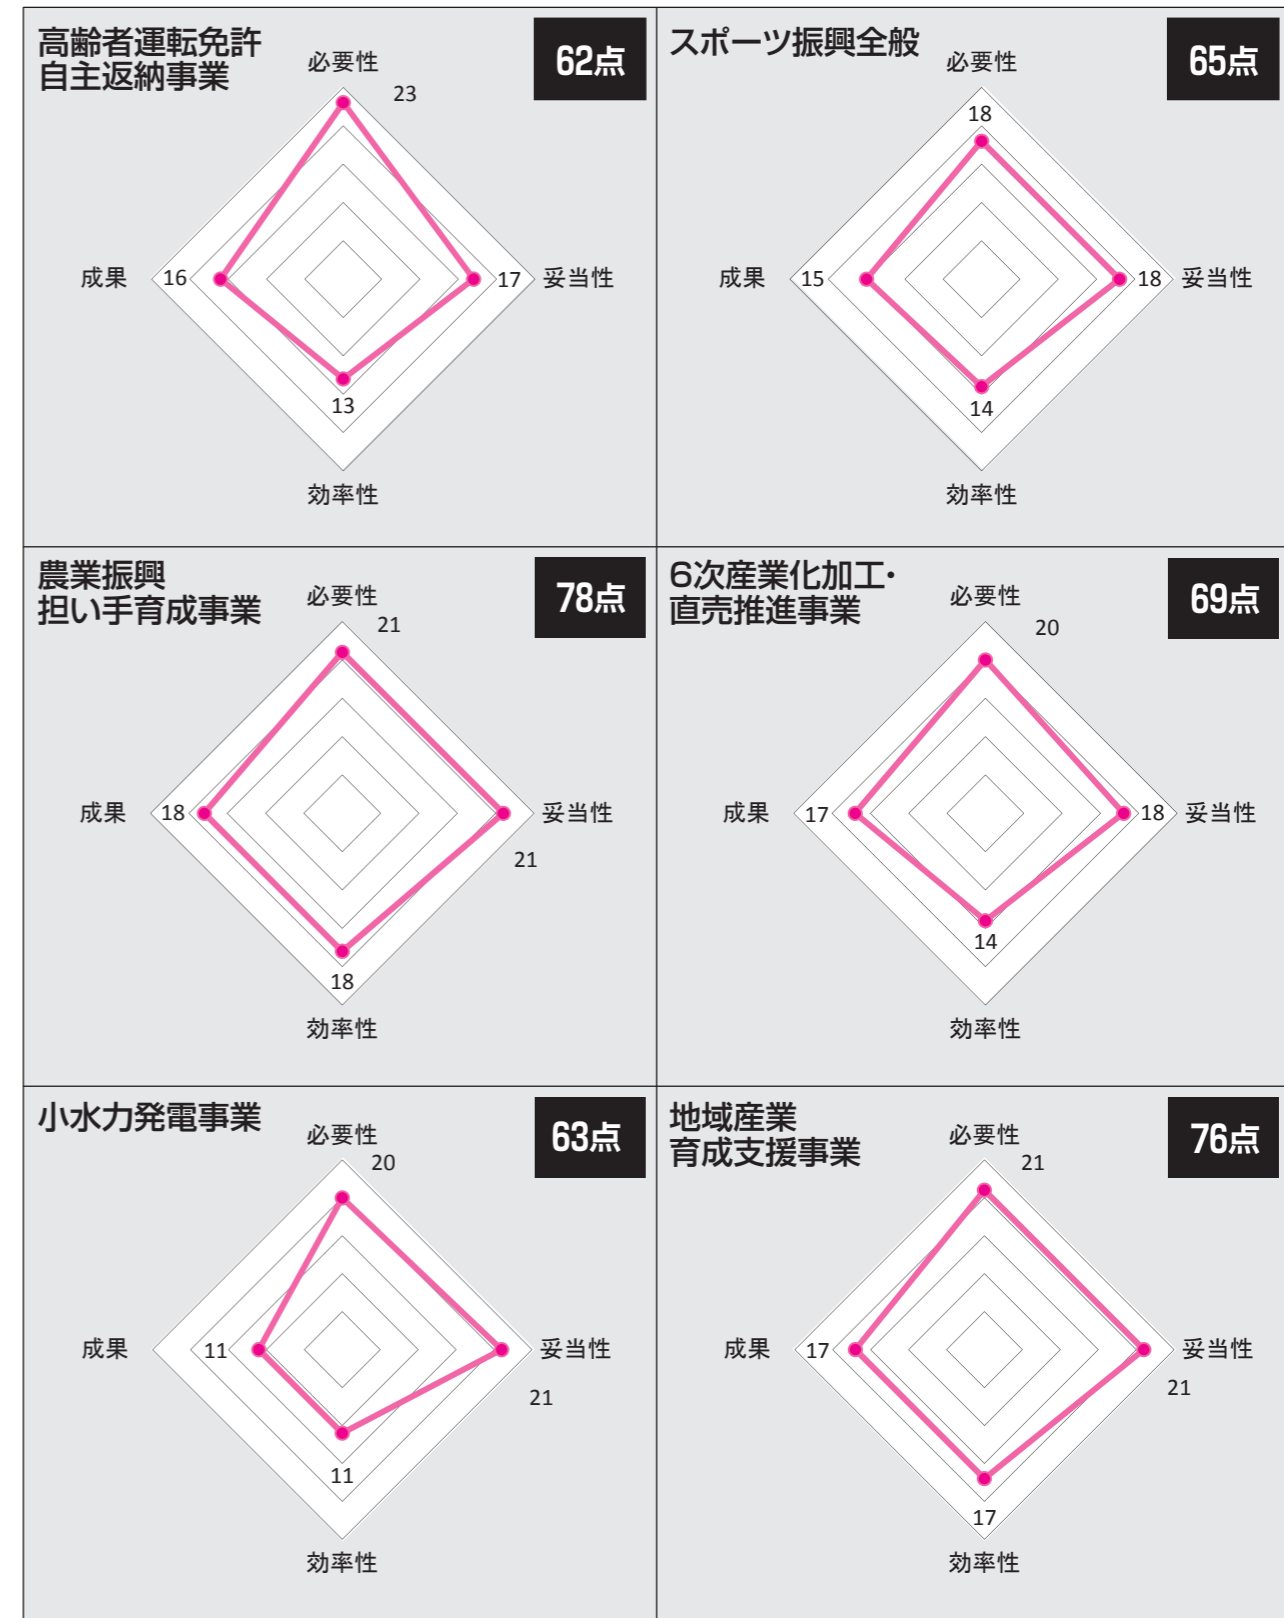 高齢者運転免許
自主返納事業
62点
必要性
23
成果
16
17
妥当性
13
効率性
スポーツ振興全般
65点
必要性
18
成果
15
18
妥当性
14
効率性
農業振興
担い手育成事業
78点
必要性
21
成果
18
妥当性
21
18
効率性
6次産業化加工・
直売推進事業
69点
必要性
20
成果
17
18
妥当性
14
効率性
小水力発電事業
63点
必要性
20
成果
11
妥当性
21
11
効率性
地域産業
育成支援事業
76点
必要性
21
成果
17
妥当性
21
17
効率性